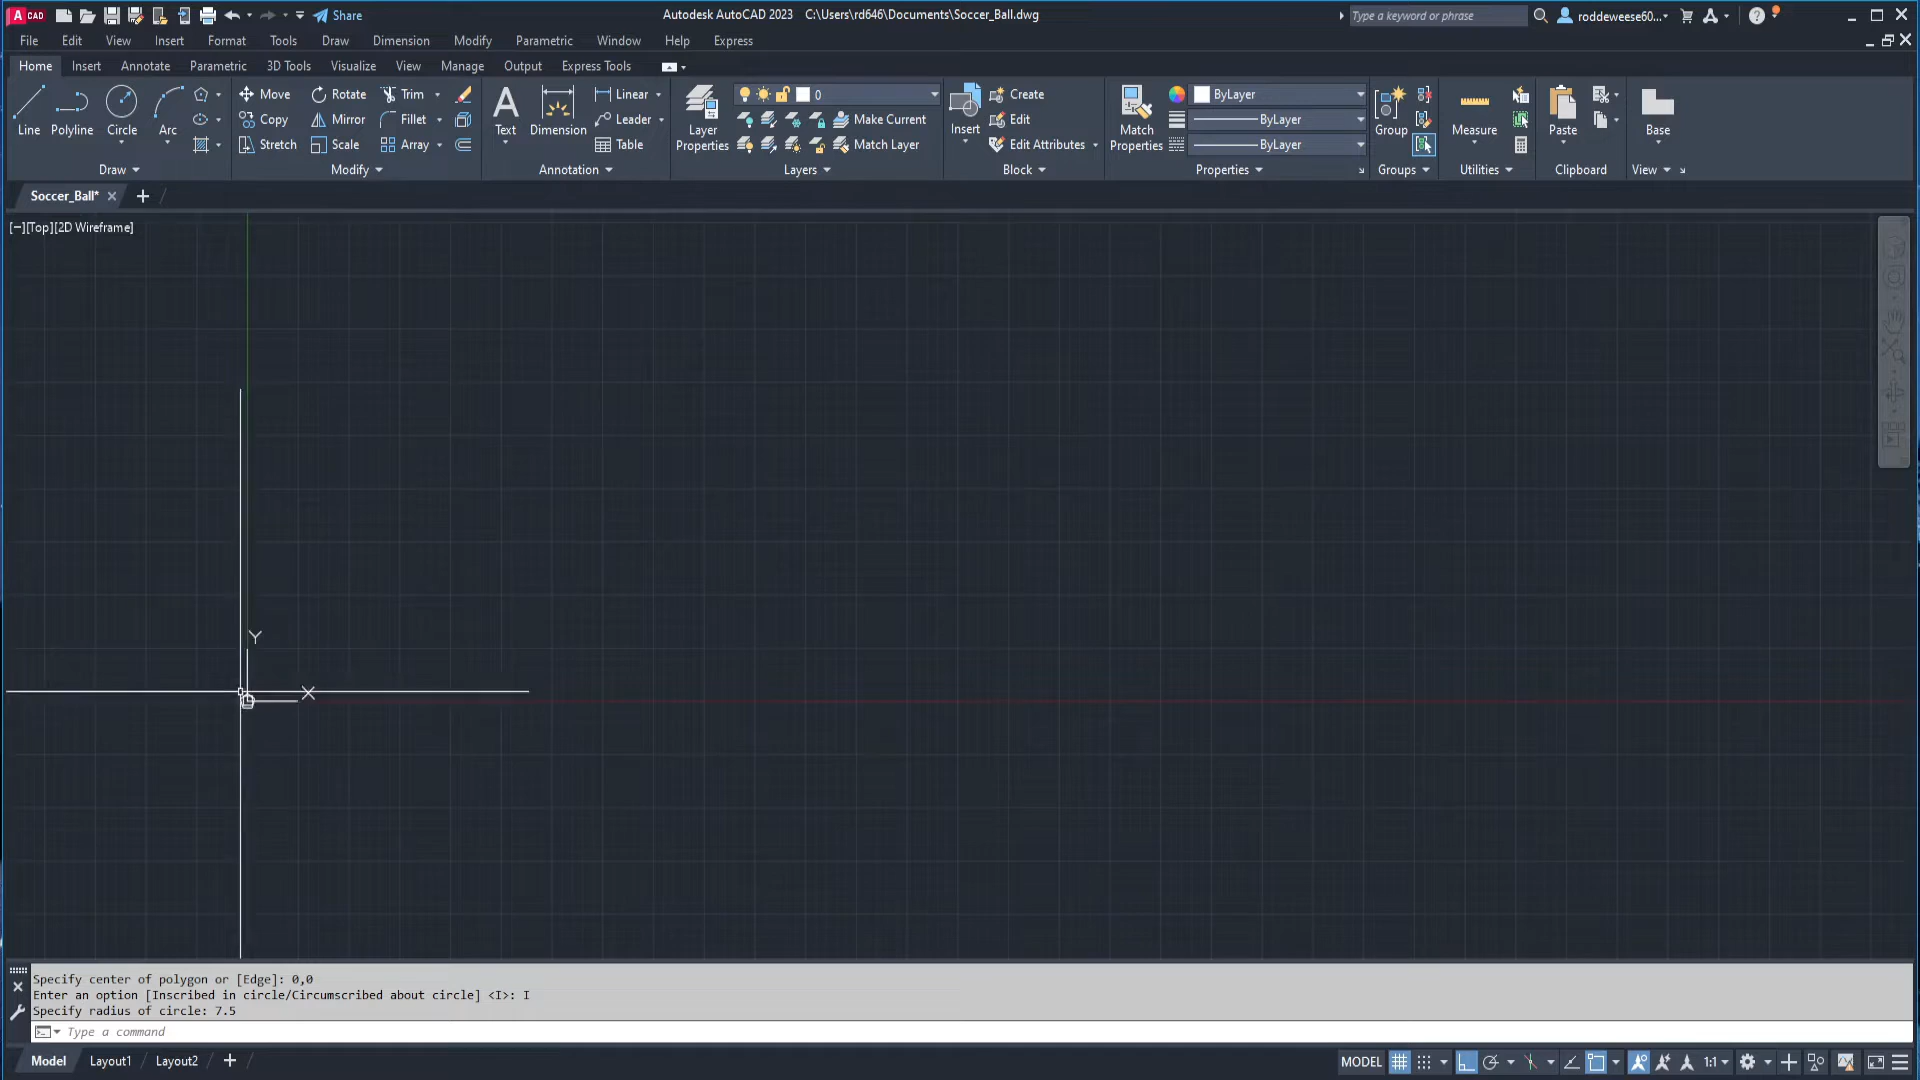 CAD Share Autodesk AutoCAD 2023 C:\Users\rd646\Documents\Soccer_Ball.dwg Type a keyword or phrase roddeweese60...
File Edit View Insert Format Tools Draw Dimension Modify Parametric Window Help Express
Home Insert Annotate Parametric 3D Tools Visualize View Manage Output Express Tools
Move Rotate Trim Linear 0 Create ByLayer
Line Polyline Circle Arc Copy Mirror Fillet Text Dimension Leader Layer Properties Make Current Insert Edit Match Properties ByLayer Group Measure Paste Base
Stretch Scale Array Table Match Layer Edit Attributes ByLayer
Draw Modify Annotation Layers Block Properties Groups Utilities Clipboard View
Soccer_Ball*
[−][Top][2D Wireframe]
Y
X
Specify center of polygon or [Edge]: 0,0
Enter an option [Inscribed in circle/Circumscribed about circle] <I>: I
Specify radius of circle: 7.5
Type a command
Model Layout1 Layout2 MODEL 1:1